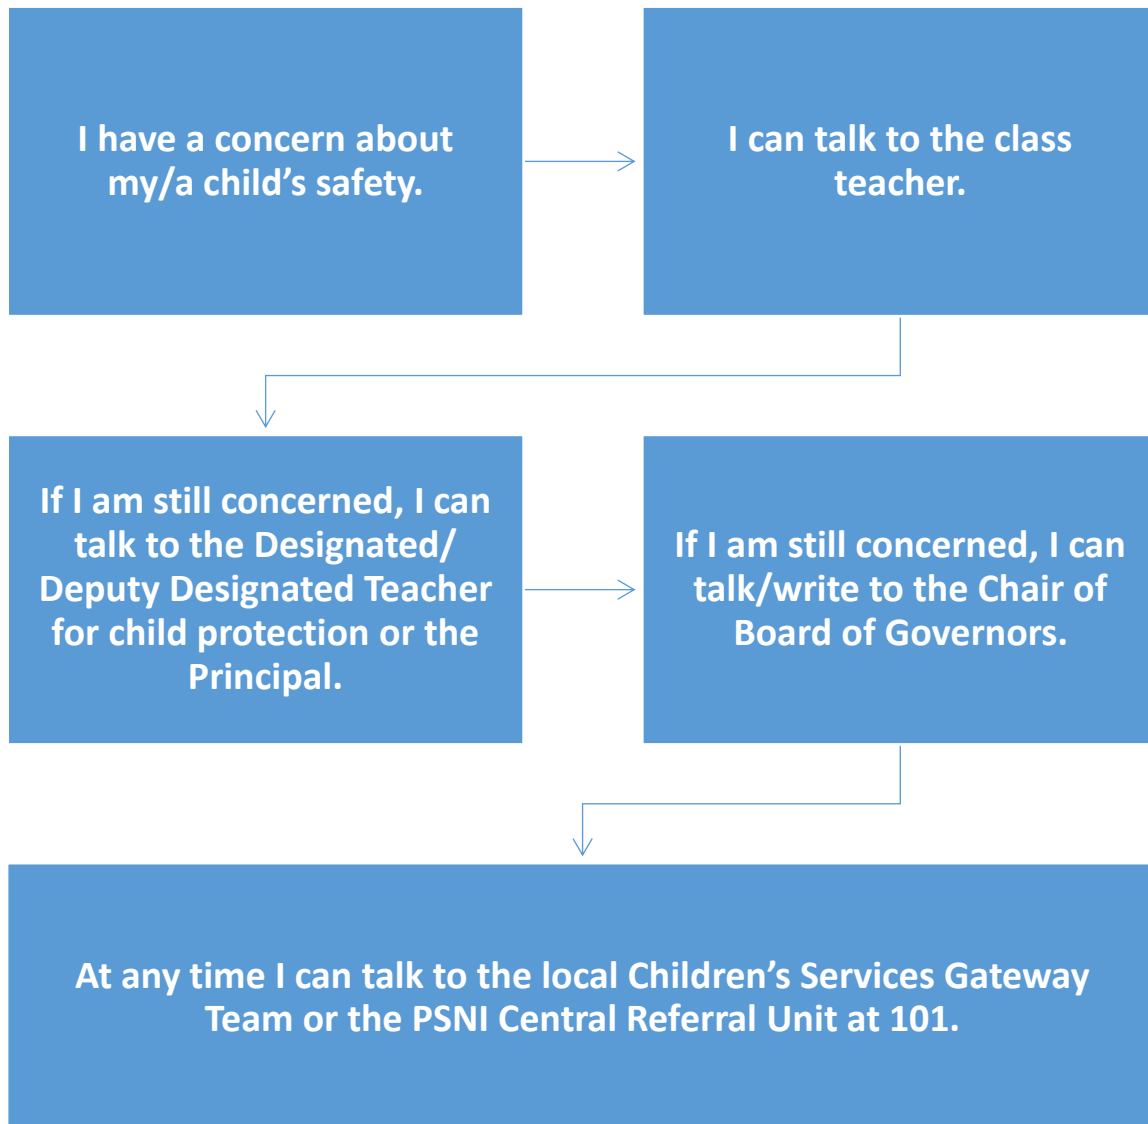 I have a concern about
my/a child’s safety.
I can talk to the class
teacher.
If I am still concerned, I can
talk to the Designated/
Deputy Designated Teacher
for child protection or the
Principal.
If I am still concerned, I can
talk/write to the Chair of
Board of Governors.
At any time I can talk to the local Children’s Services Gateway
Team or the PSNI Central Referral Unit at 101.